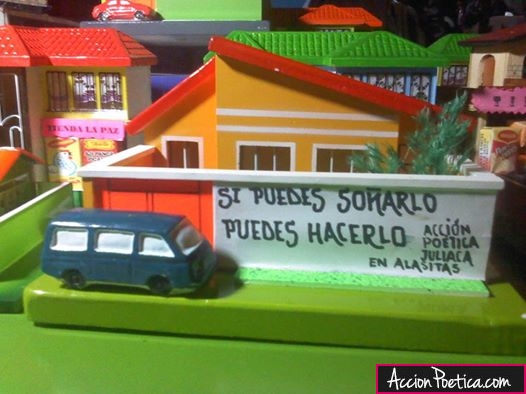 TIENDA LA PAZ
SI PUEDES SOÑARLO
PUEDES HACERLO
ACCIÓN
POÉTICA
JULIACA
EN ALASITAS
AccionPoetica.com